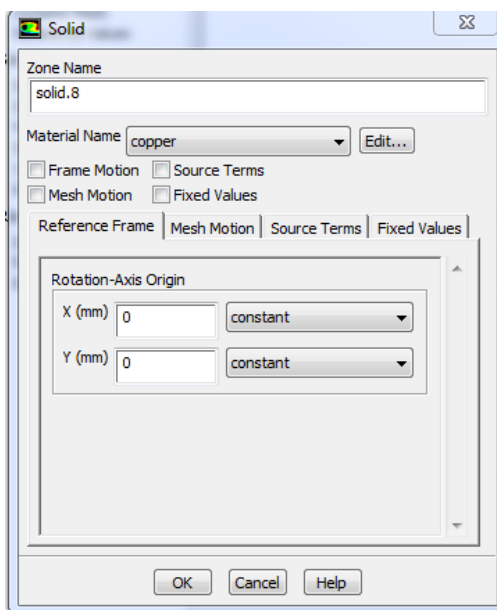 Solid
Zone Name
solid.8
Material Name copper Edit...
Frame Motion Source Terms
Mesh Motion Fixed Values
Reference Frame Mesh Motion Source Terms Fixed Values
Rotation-Axis Origin
X (mm) 0 constant
Y (mm) 0 constant
OK Cancel Help